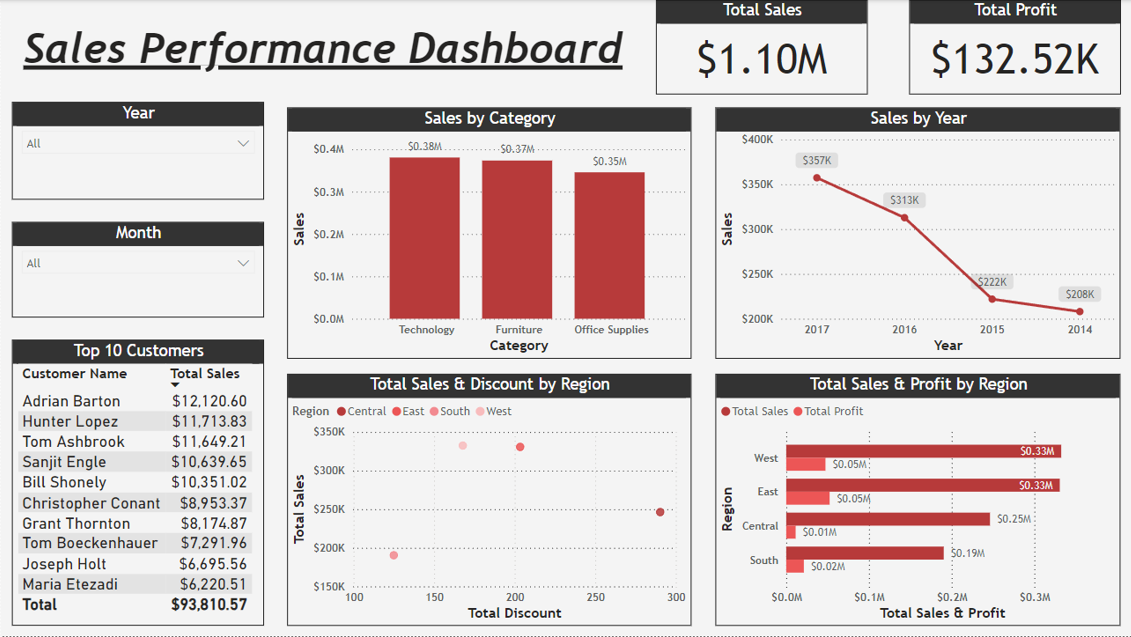 Sales Performance Dashboard
Total Sales
$1.10M
Total Profit
$132.52K
Year
All
Month
All
Top 10 Customers
Customer Name Total Sales
Adrian Barton $12,120.60
Hunter Lopez $11,713.83
Tom Ashbrook $11,649.21
Sanjit Engle $10,639.65
Bill Shonely $10,351.02
Christopher Conant $8,953.37
Grant Thornton $8,174.87
Tom Boeckenhauer $7,291.96
Joseph Holt $6,695.56
Maria Etezadi $6,220.51
Total $93,810.57
Sales by Category
Sales
$0.4M
$0.3M
$0.2M
$0.1M
$0.0M
$0.38M $0.37M $0.35M
Technology Furniture Office Supplies
Category
Sales by Year
Sales
$400K
$350K
$300K
$250K
$200K
$357K
$313K
$222K
$208K
2017 2016 2015 2014
Year
Total Sales & Discount by Region
Region Central East South West
Total Sales
$350K
$300K
$250K
$200K
$150K
100 150 200 250 300
Total Discount
Total Sales & Profit by Region
Total Sales Total Profit
Region
West $0.33M
$0.05M
East $0.33M
$0.05M
Central $0.25M
$0.01M
South $0.19M
$0.02M
$0.0M $0.1M $0.2M $0.3M
Total Sales & Profit